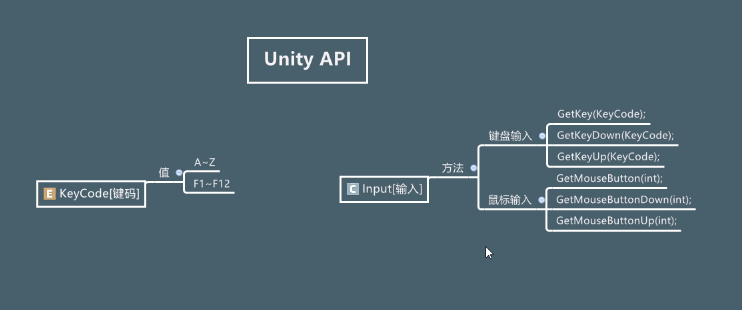 Unity API
E KeyCode[键码]
值
A~Z
F1~F12
C Input[输入]
方法
键盘输入
GetKey(KeyCode);
GetKeyDown(KeyCode);
GetKeyUp(KeyCode);
鼠标输入
GetMouseButton(int);
GetMouseButtonDown(int);
GetMouseButtonUp(int);